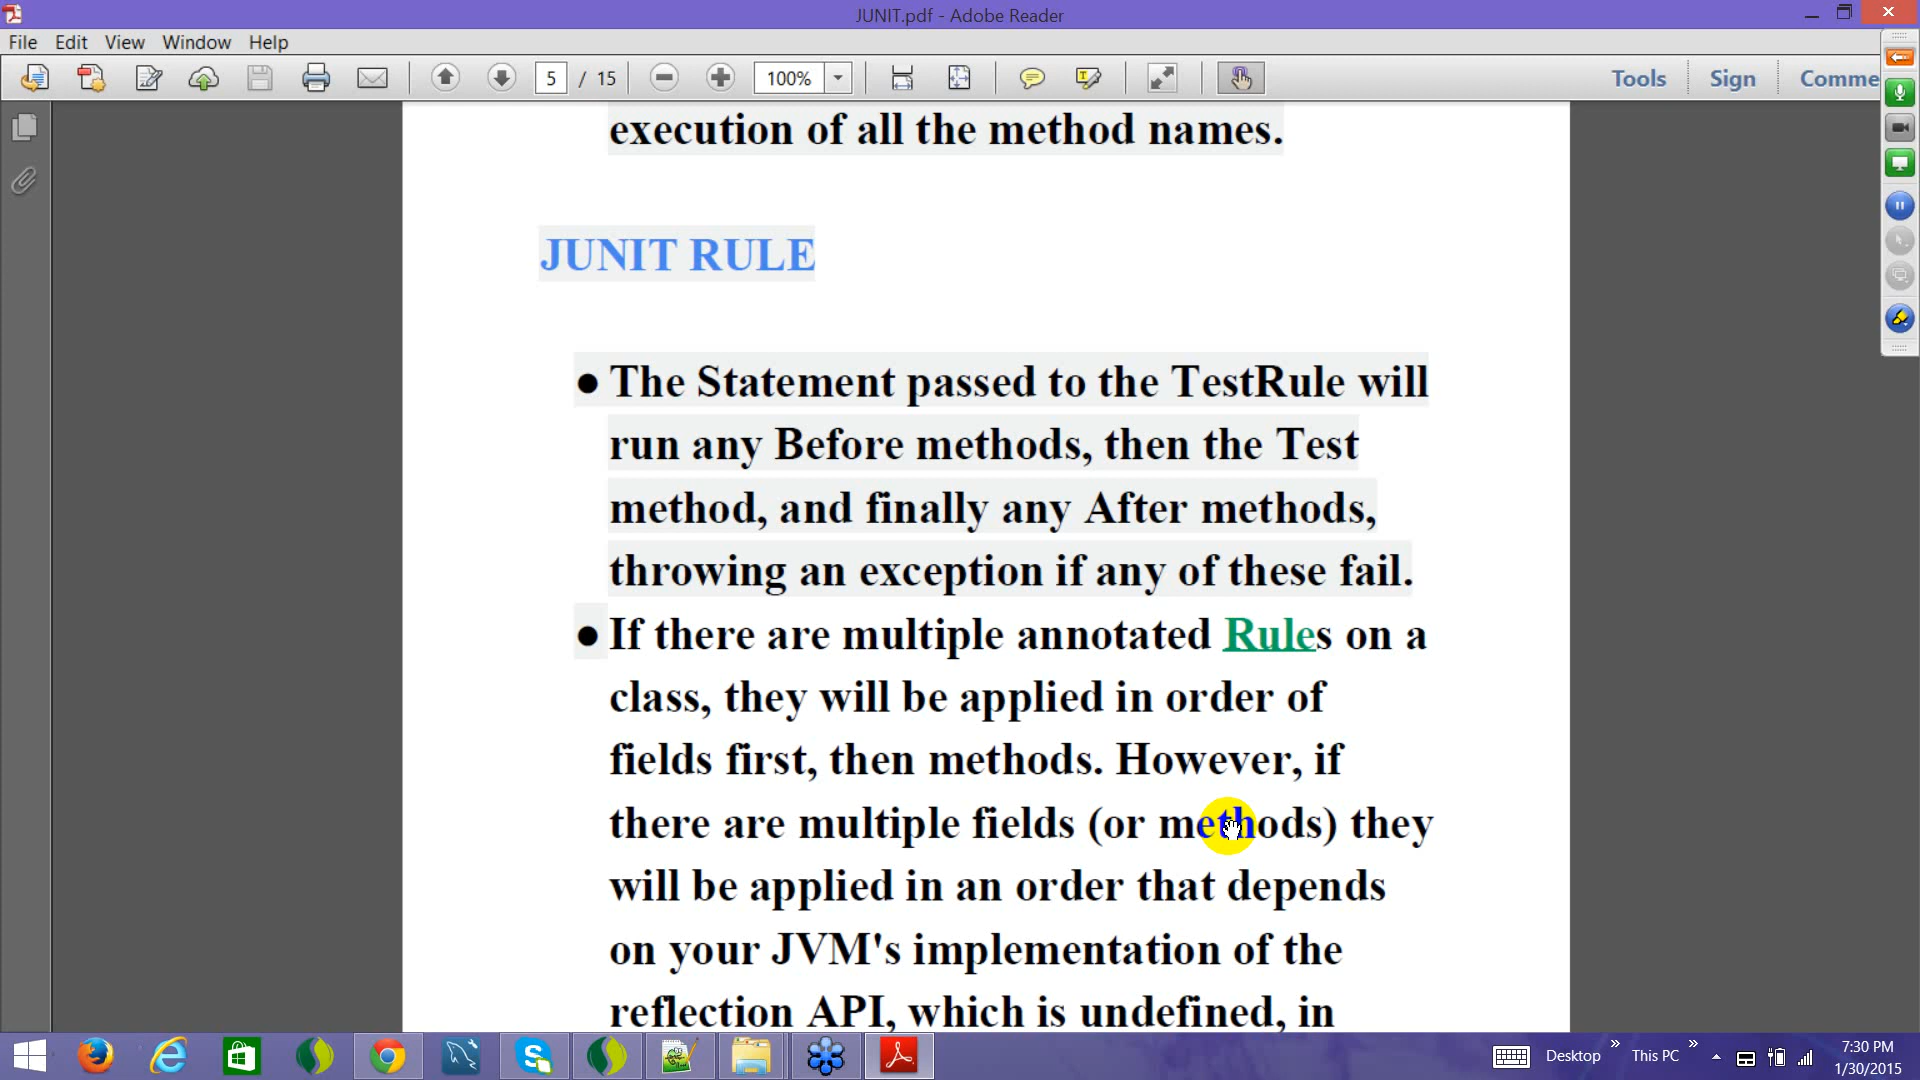 JUNIT.pdf - Adobe Reader
File Edit View Window Help
5 / 15 100% Tools Sign Comme
execution of all the method names.
JUNIT RULE
● The Statement passed to the TestRule will
run any Before methods, then the Test
method, and finally any After methods,
throwing an exception if any of these fail.
● If there are multiple annotated Rules on a
class, they will be applied in order of
fields first, then methods. However, if
there are multiple fields (or methods) they
will be applied in an order that depends
on your JVM's implementation of the
reflection API, which is undefined, in
Desktop » This PC » 7:30 PM
1/30/2015